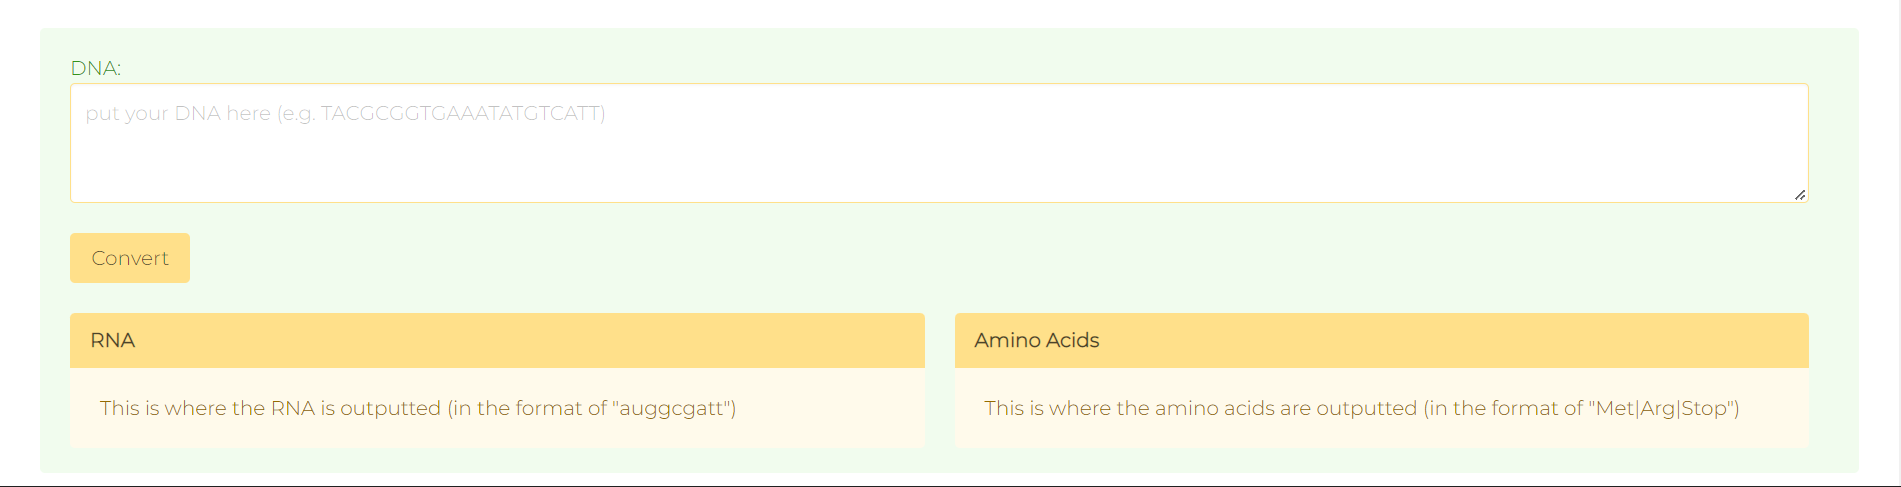 DNA:
put your DNA here (e.g. TACGCGGTGAAATATGTCATT)
Convert
RNA
This is where the RNA is outputted (in the format of "auggcgatt")
Amino Acids
This is where the amino acids are outputted (in the format of "Met|Arg|Stop")